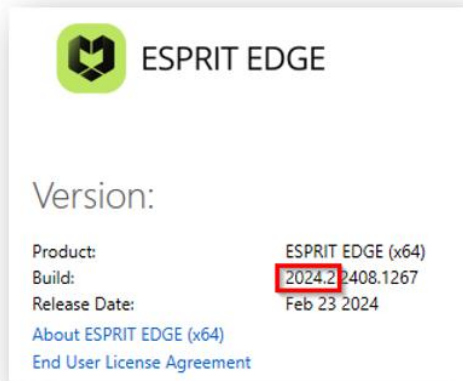 ESPRIT EDGE
Version:
Product: ESPRIT EDGE (x64)
Build: 2024.2.2408.1267
Release Date: Feb 23 2024
About ESPRIT EDGE (x64)
End User License Agreement